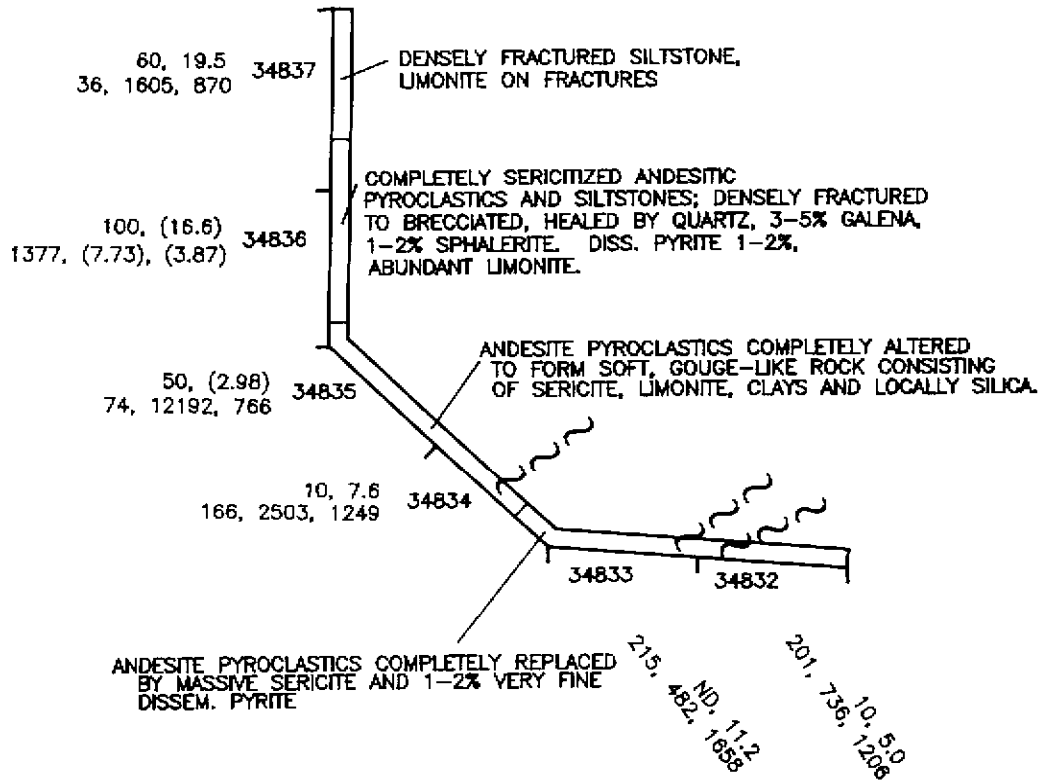 60, 19.5
36, 1605, 870
34837
DENSELY FRACTURED SILTSTONE,
LIMONITE ON FRACTURES
100, (16.6)
1377, (7.73), (3.87)
34836
COMPLETELY SERICITIZED ANDESITIC
PYROCLASTICS AND SILTSTONES; DENSELY FRACTURED
TO BRECCIATED, HEALED BY QUARTZ, 3-5% GALENA,
1-2% SPHALERITE. DISS. PYRITE 1-2%,
ABUNDANT LIMONITE.
50, (2.98)
74, 12192, 766
34835
ANDESITE PYROCLASTICS COMPLETELY ALTERED
TO FORM SOFT, GOUGE-LIKE ROCK CONSISTING
OF SERICITE, LIMONITE, CLAYS AND LOCALLY SILICA.
10, 7.6
166, 2503, 1249
34834
34833
34832
ANDESITE PYROCLASTICS COMPLETELY REPLACED
BY MASSIVE SERICITE AND 1-2% VERY FINE
DISSEM. PYRITE
ND, 11.2
215, 482, 1658
10, 5.0
201, 736, 1206